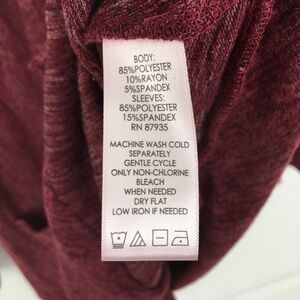 BODY:
85%POLYESTER
10%RAYON
5%SPANDEX
SLEEVES:
85%POLYESTER
15%SPANDEX
RN 87935
MACHINE WASH COLD
SEPARATELY
GENTLE CYCLE
ONLY NON-CHLORINE
BLEACH
WHEN NEEDED
DRY FLAT
LOW IRON IF NEEDED